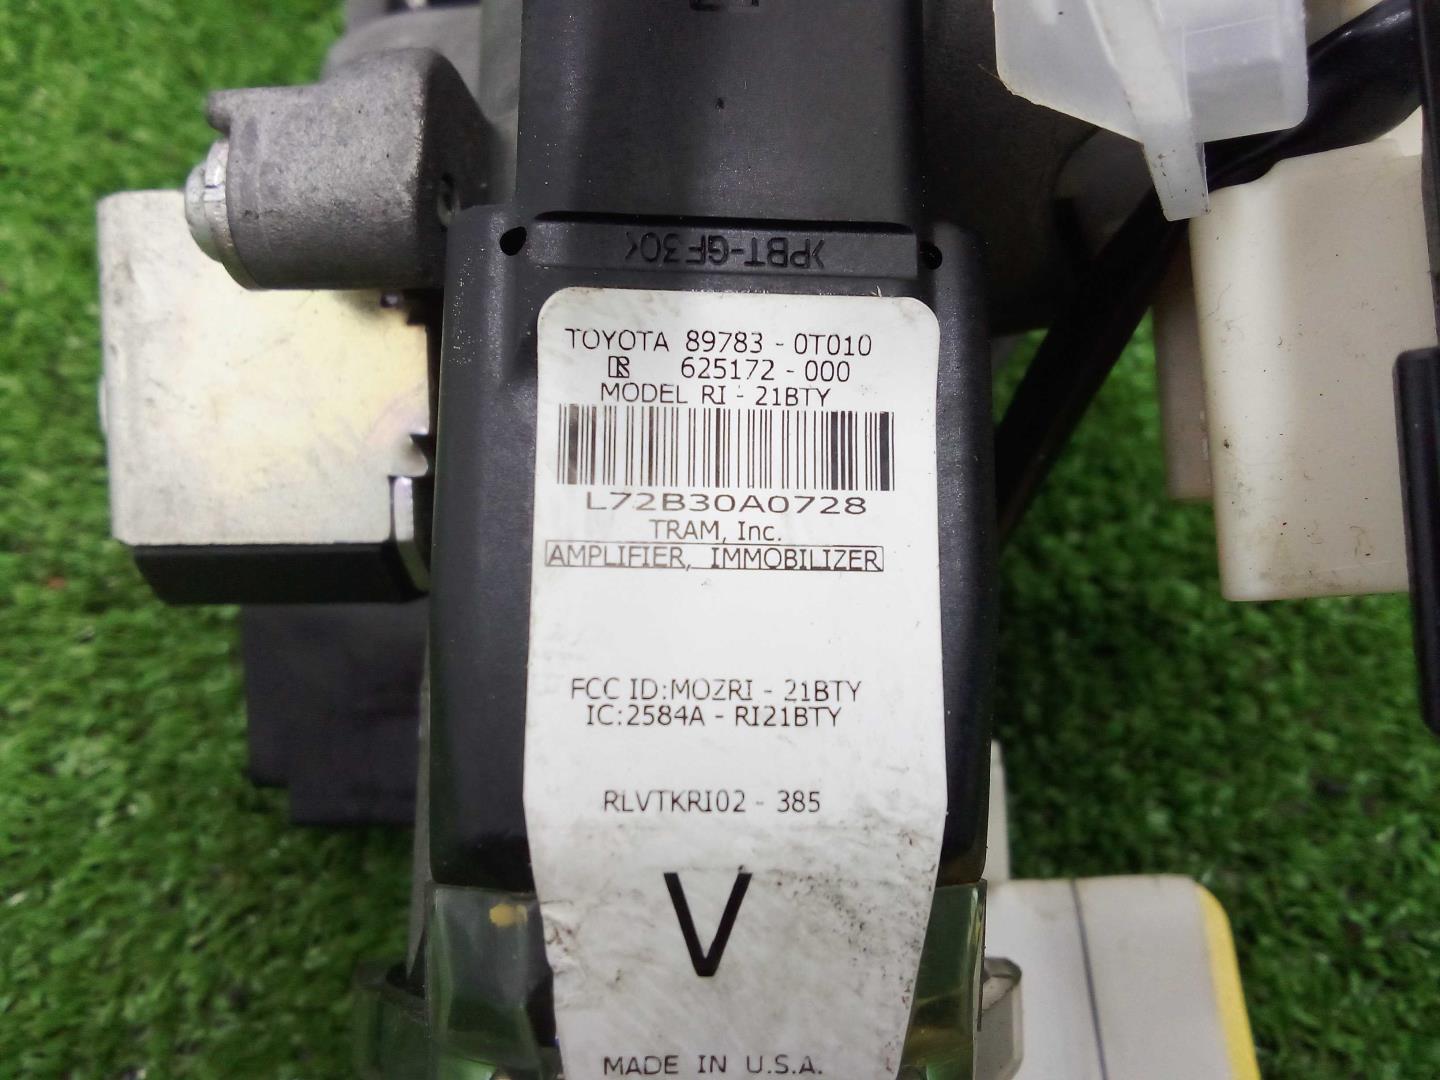 >PBT-GF30<
TOYOTA 89783 - 0T010
R 625172 - 000
MODEL RI - 21BTY
L72B30A0728
TRAM, Inc.
AMPLIFIER, IMMOBILIZER
FCC ID:MOZRI - 21BTY
IC:2584A - RI21BTY
RLVTKRI02 - 385
V
MADE IN U.S.A.